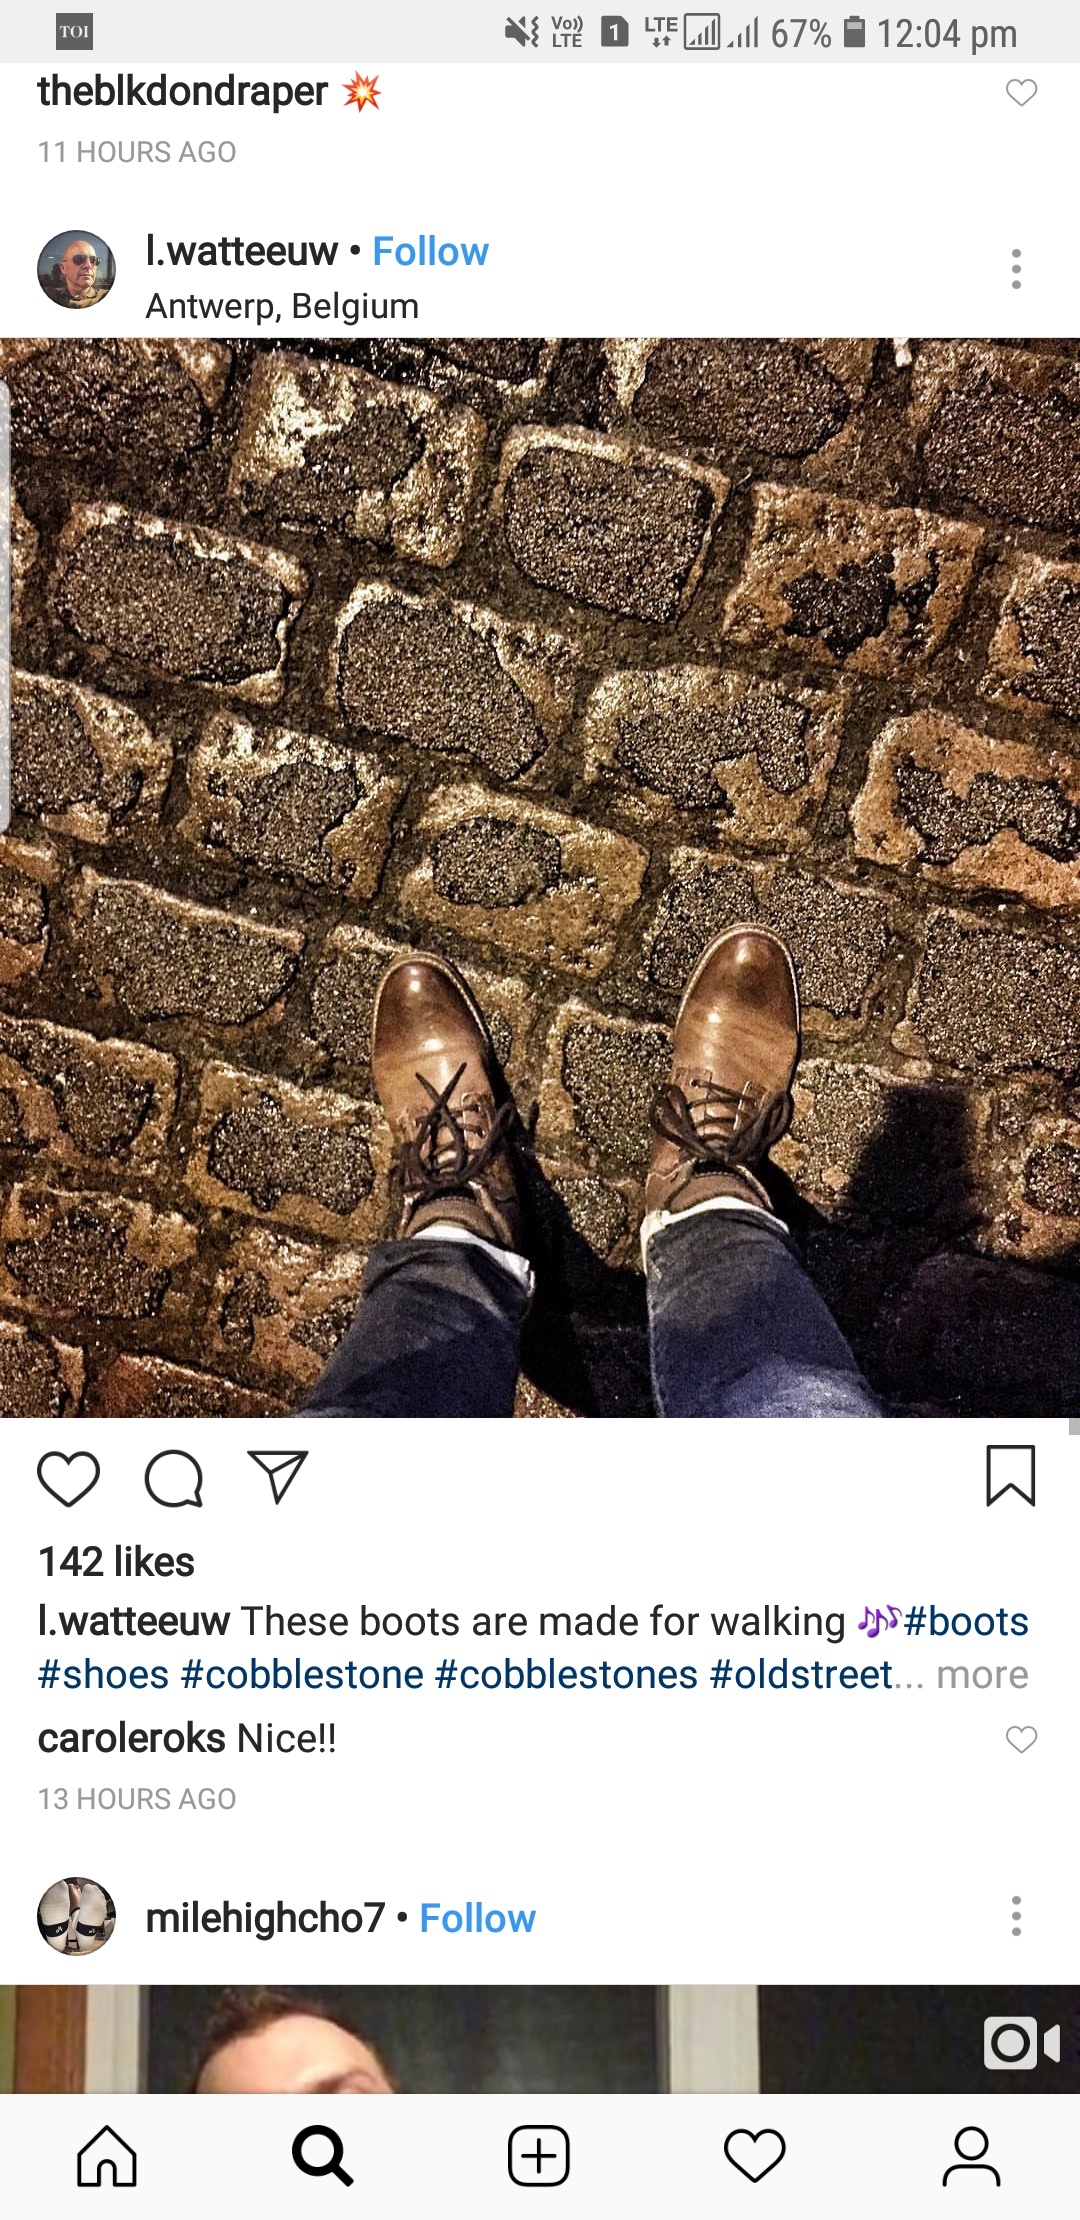 TOI Vo)) LTE 1 LTE 67% 12:04 pm
theblkdondraper 💥
11 HOURS AGO
l.watteeuw • Follow
Antwerp, Belgium
142 likes
l.watteeuw These boots are made for walking 🎶#boots
#shoes #cobblestone #cobblestones #oldstreet... more
caroleroks Nice!!
13 HOURS AGO
milehighcho7 • Follow